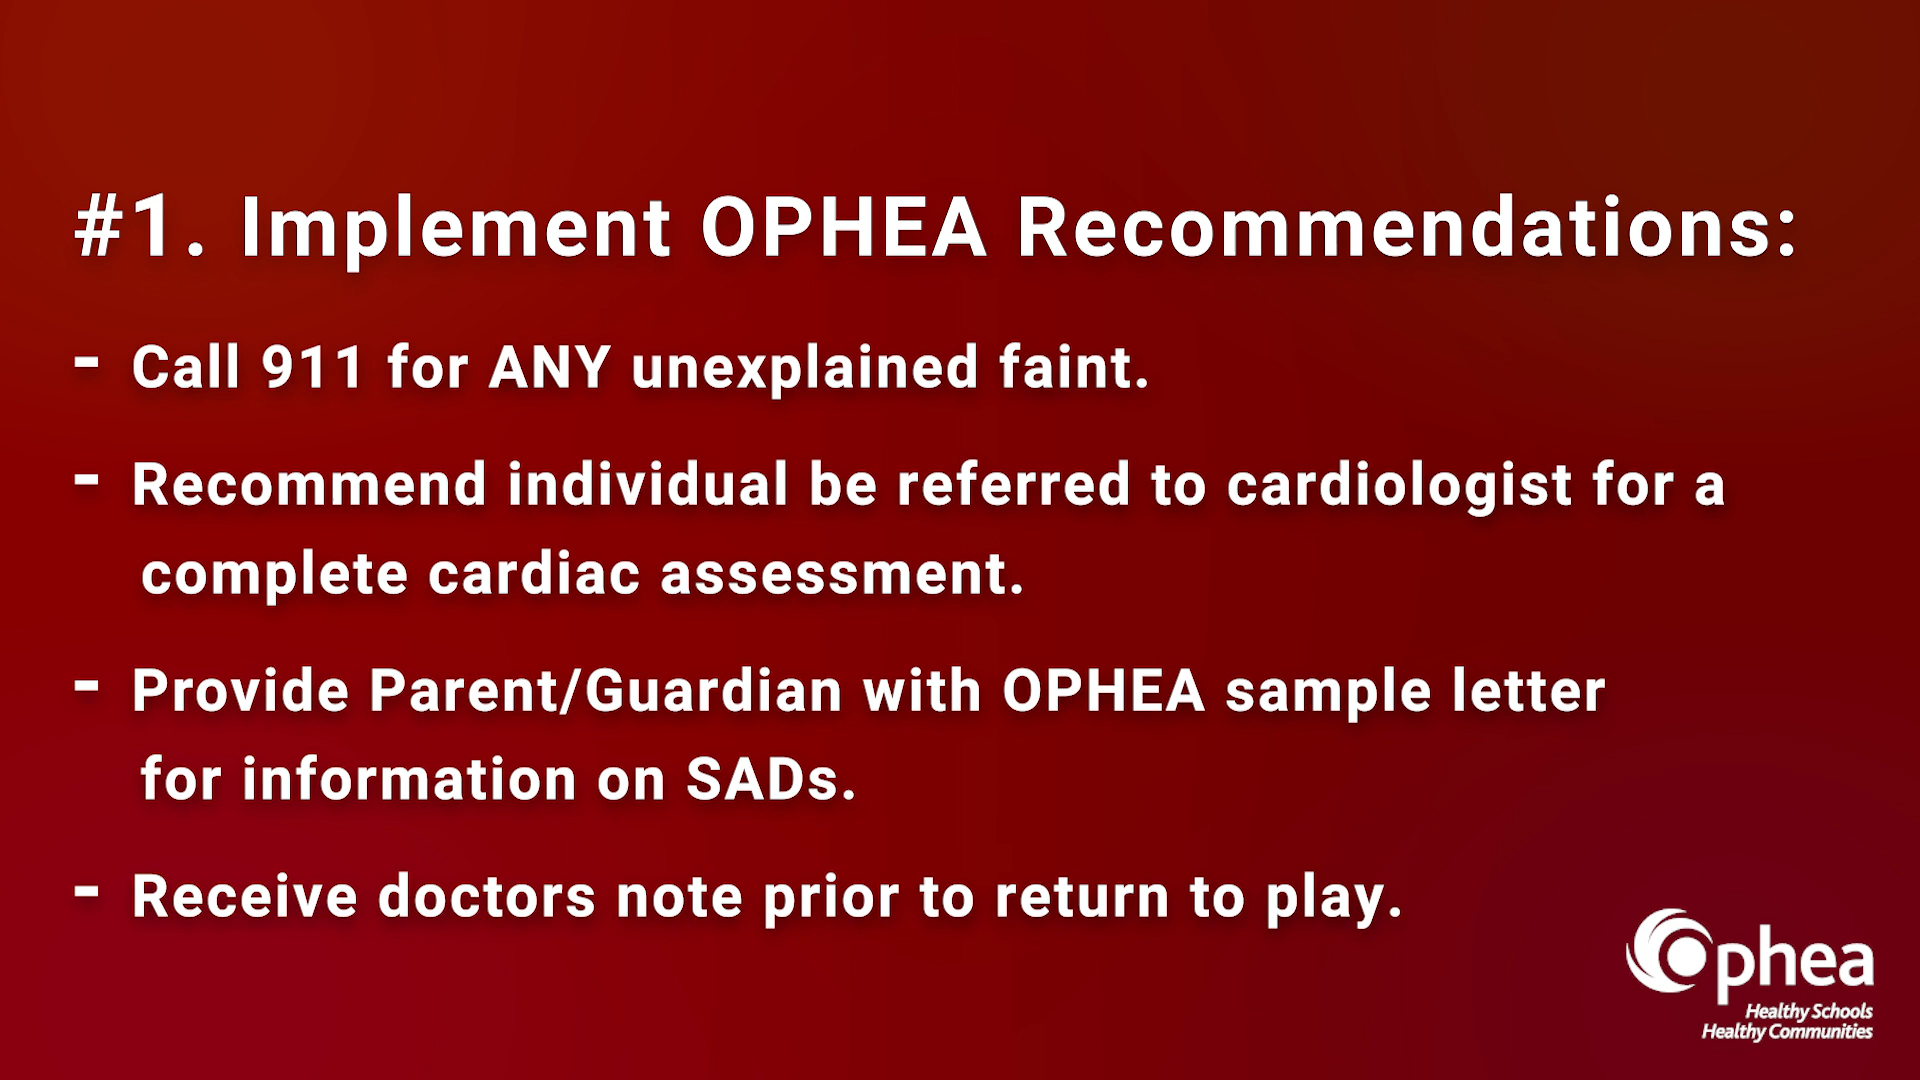 #1. Implement OPHEA Recommendations:
- Call 911 for ANY unexplained faint.
- Recommend individual be referred to cardiologist for a
complete cardiac assessment.
- Provide Parent/Guardian with OPHEA sample letter
for information on SADs.
- Receive doctors note prior to return to play.
Ophea
Healthy Schools
Healthy Communities